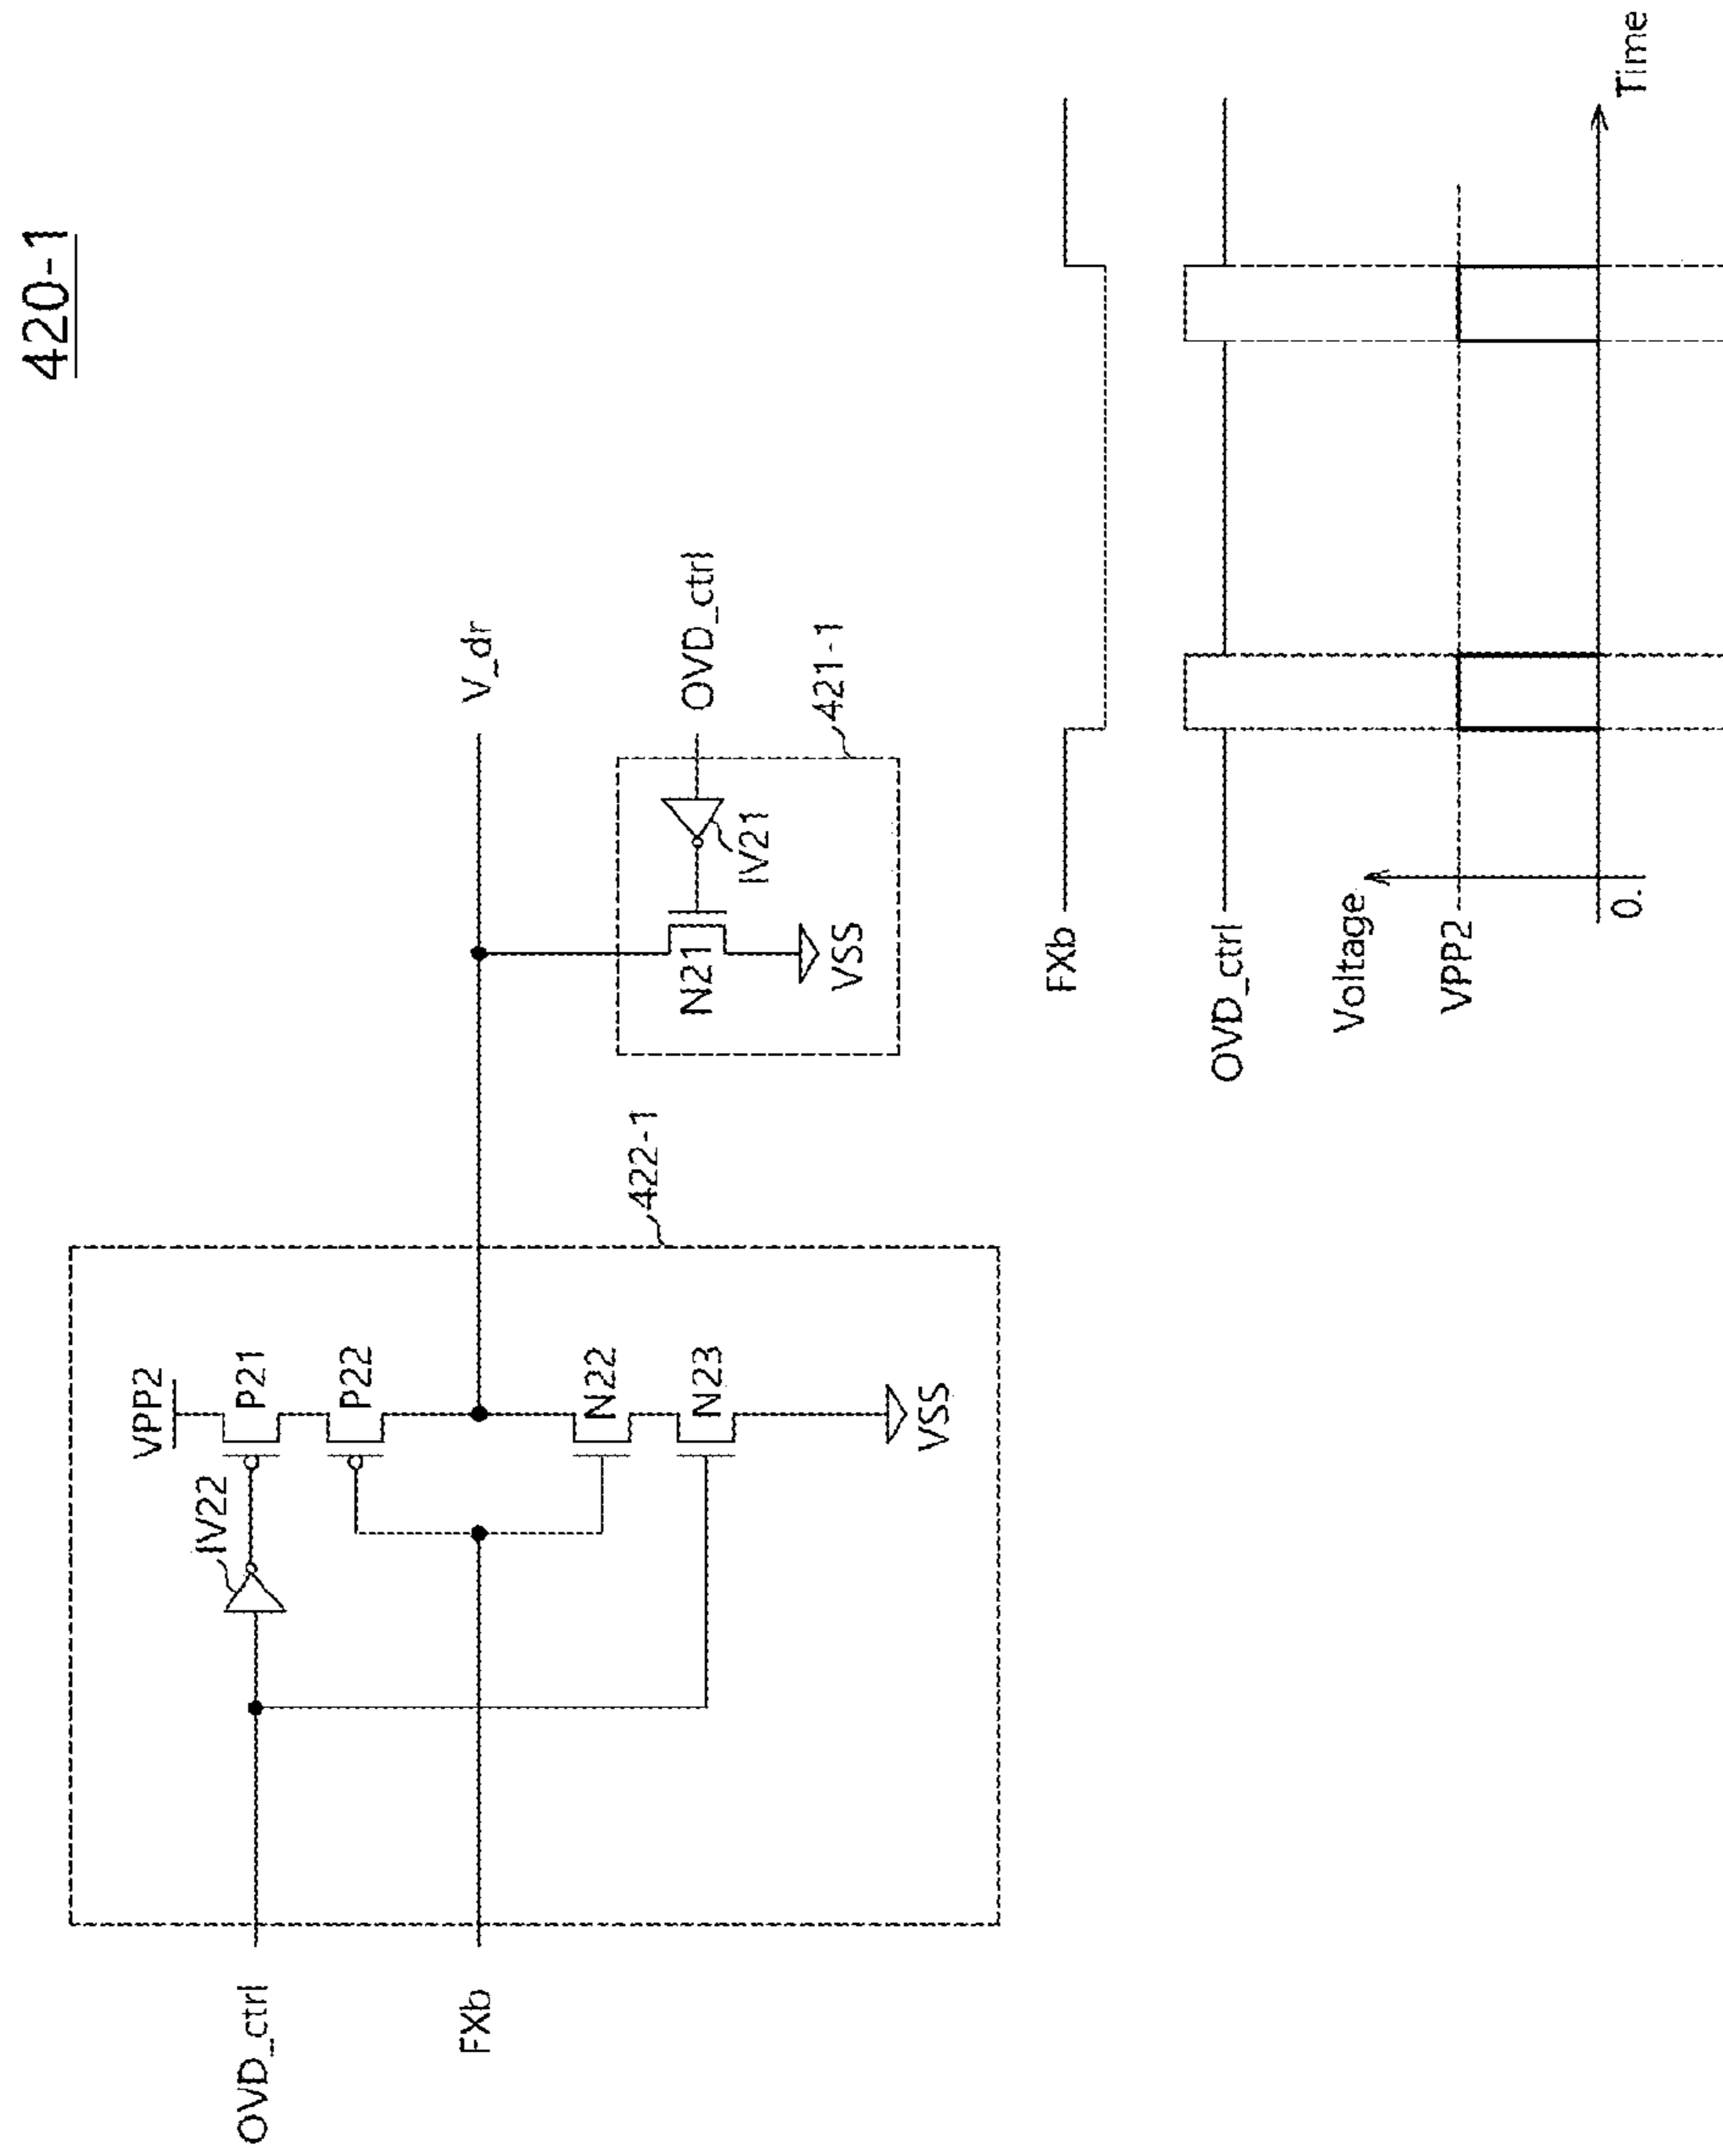 420-1
OVD_ctrl
FXb
IV22
VPP2
P21
P22
N22
N23
VSS
422-1
V_dr
N21
VSS
IV21
OVD_ctrl
421-1
FXb
OVD_ctrl
Voltage
VPP2
0.
Time